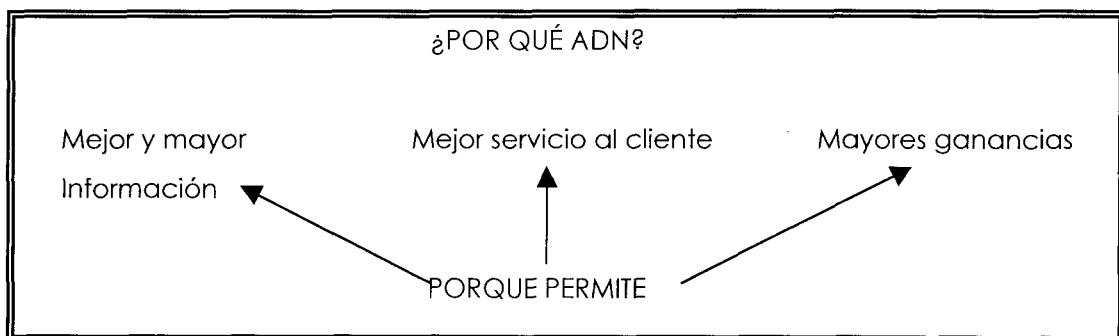 ¿POR QUÉ ADN?
Mejor y mayor
Información
Mejor servicio al cliente
Mayores ganancias
PORQUE PERMITE